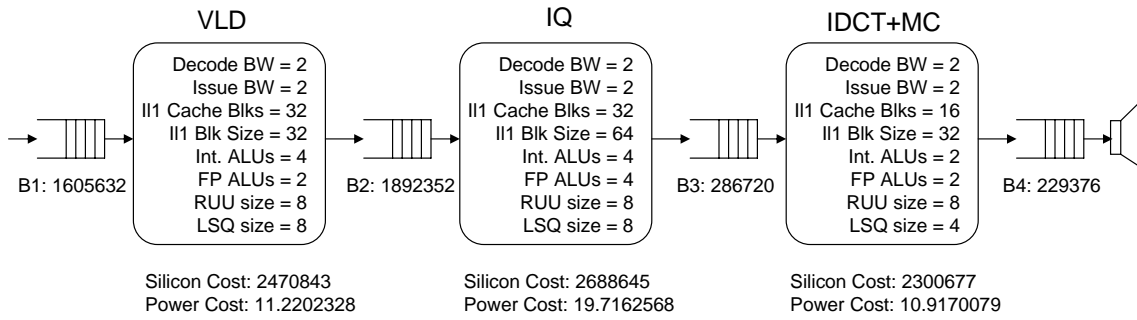 VLD
Decode BW = 2
Issue BW = 2
Il1 Cache Blks = 32
Il1 Blk Size = 32
Int. ALUs = 4
FP ALUs = 2
RUU size = 8
LSQ size = 8
Silicon Cost: 2470843
Power Cost: 11.2202328
IQ
Decode BW = 2
Issue BW = 2
Il1 Cache Blks = 32
Il1 Blk Size = 64
Int. ALUs = 4
FP ALUs = 4
RUU size = 8
LSQ size = 8
Silicon Cost: 2688645
Power Cost: 19.7162568
IDCT+MC
Decode BW = 2
Issue BW = 2
Il1 Cache Blks = 16
Il1 Blk Size = 32
Int. ALUs = 2
FP ALUs = 2
RUU size = 8
LSQ size = 4
Silicon Cost: 2300677
Power Cost: 10.9170079
B1: 1605632
B2: 1892352
B3: 286720
B4: 229376